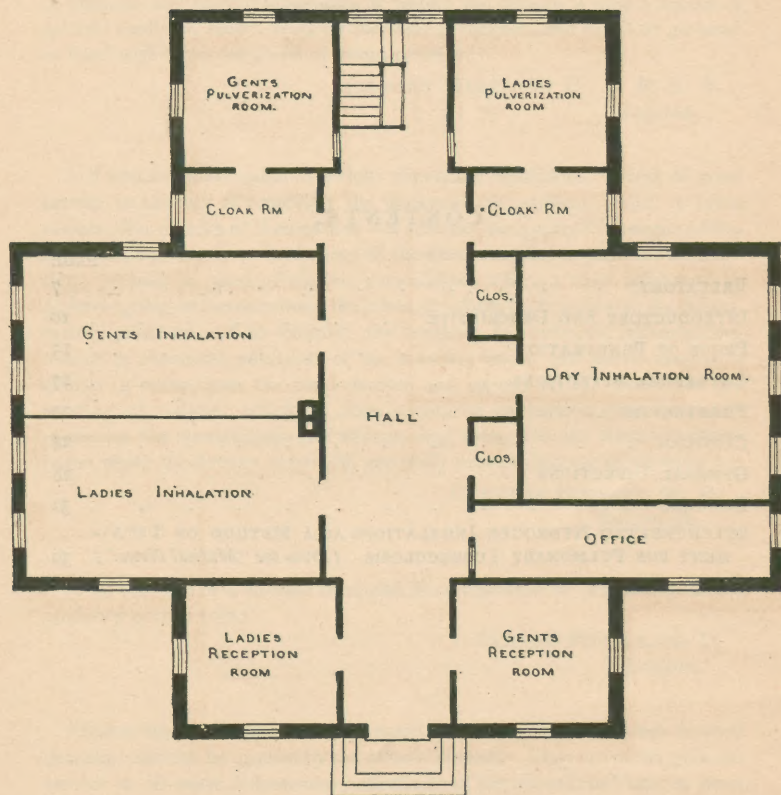 GENTS
PULVERIZATION
ROOM.
LADIES
PULVERIZATION
ROOM
CLOAK RM
CLOAK RM
CLOS.
GENTS INHALATION
DRY INHALATION ROOM.
HALL
CLOS.
LADIES INHALATION
OFFICE
LADIES
RECEPTION
ROOM
GENTS
RECEPTION
ROOM